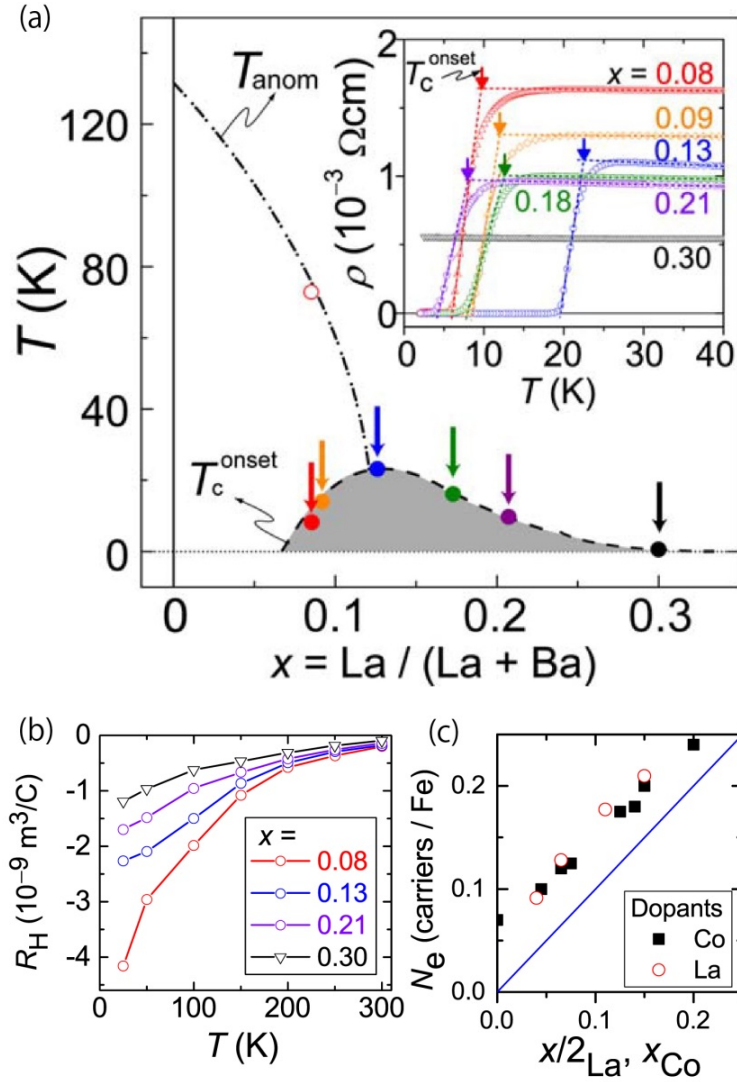 (a)
T_anom
T (K)
120
80
40
0
T_c^onset
0
0.1
0.2
0.3
x = La / (La + Ba)
T_c^onset
x = 0.08
0.09
0.13
0.18
0.21
0.30
ρ (10⁻³ Ωcm)
2
1
0
0
10
20
30
40
T (K)
(b)
R_H (10⁻⁹ m³/C)
0
-1
-2
-3
-4
0
100
200
300
T (K)
x =
0.08
0.13
0.21
0.30
(c)
N_e (carriers / Fe)
0.2
0.1
0.0
0.0
0.1
0.2
x/2_La, x_Co
Dopants
Co
La